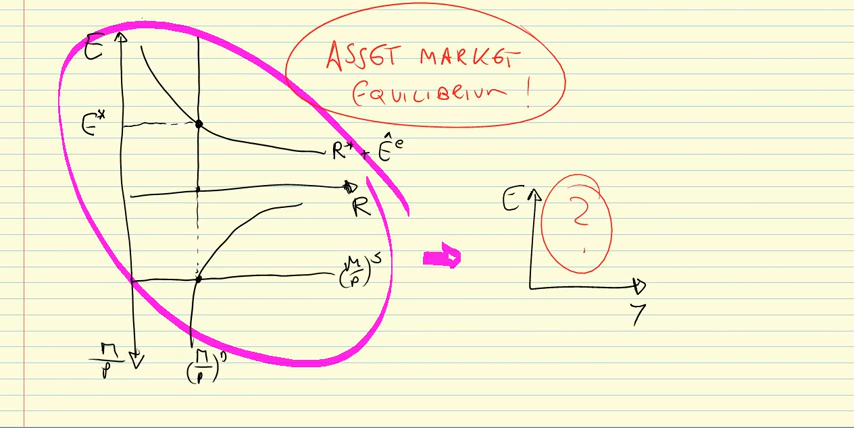 ASSET MARKET
EQUILIBRIUM!
E
E*
R* + Ê^e
R
(M/P)^S
M/P
(M/P)^D
E
?
Y